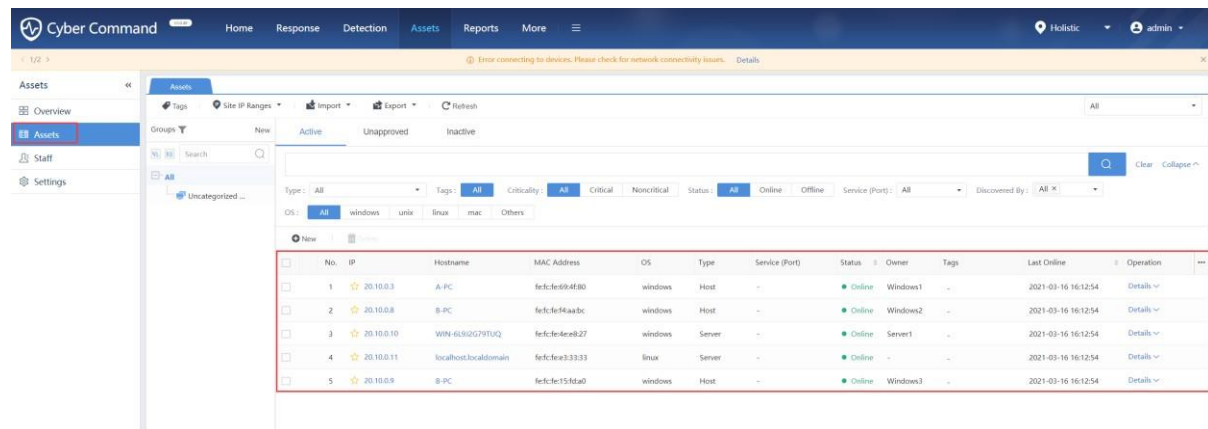 Cyber Command Home Response Detection Assets Reports More Holistic admin
< 1/2 > Error connecting to devices. Please check for network connectivity issues. Details
Assets « Assets
Tags Site IP Ranges Import Export Refresh All
Overview
Groups New Active Unapproved Inactive
Assets
Search
Staff
Clear Collapse
All
Settings
Uncategorized ...
Type : All Tags : All Criticality : All Critical Noncritical Status : All Online Offline Service (Port) : All Discovered By : All ×
OS : All windows unix linux mac Others
New
No. IP Hostname MAC Address OS Type Service (Port) Status Owner Tags Last Online Operation
1 20.10.0.3 A-PC fe:fc:fe:69:4f:80 windows Host - Online Windows1 - 2021-03-16 16:12:54 Details
2 20.10.0.8 B-PC fe:fc:fe:f4:aa:bc windows Host - Online Windows2 - 2021-03-16 16:12:54 Details
3 20.10.0.10 WIN-6L9J2G79TUQ fe:fc:fe:4e:e8:27 windows Server - Online Server1 - 2021-03-16 16:12:54 Details
4 20.10.0.11 localhost.localdomain fe:fc:fe:e3:33:33 linux Server - Online - - 2021-03-16 16:12:54 Details
5 20.10.0.9 B-PC fe:fc:fe:15:fd:a0 windows Host - Online Windows3 - 2021-03-16 16:12:54 Details